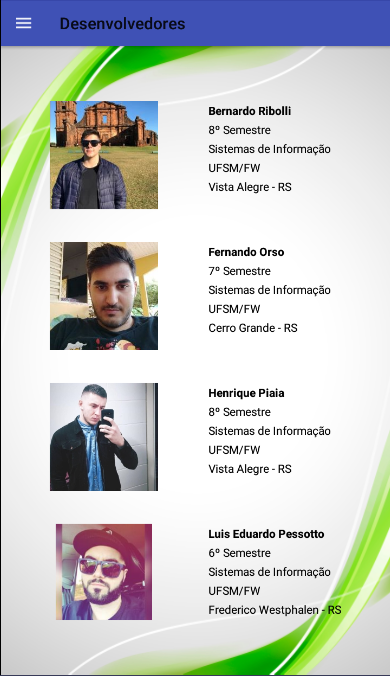 Desenvolvedores
Bernardo Ribolli
8º Semestre
Sistemas de Informação
UFSM/FW
Vista Alegre - RS
Fernando Orso
7º Semestre
Sistemas de Informação
UFSM/FW
Cerro Grande - RS
Henrique Piaia
8º Semestre
Sistemas de Informação
UFSM/FW
Vista Alegre - RS
Luis Eduardo Pessotto
6º Semestre
Sistemas de Informação
UFSM/FW
Frederico Westphalen - RS